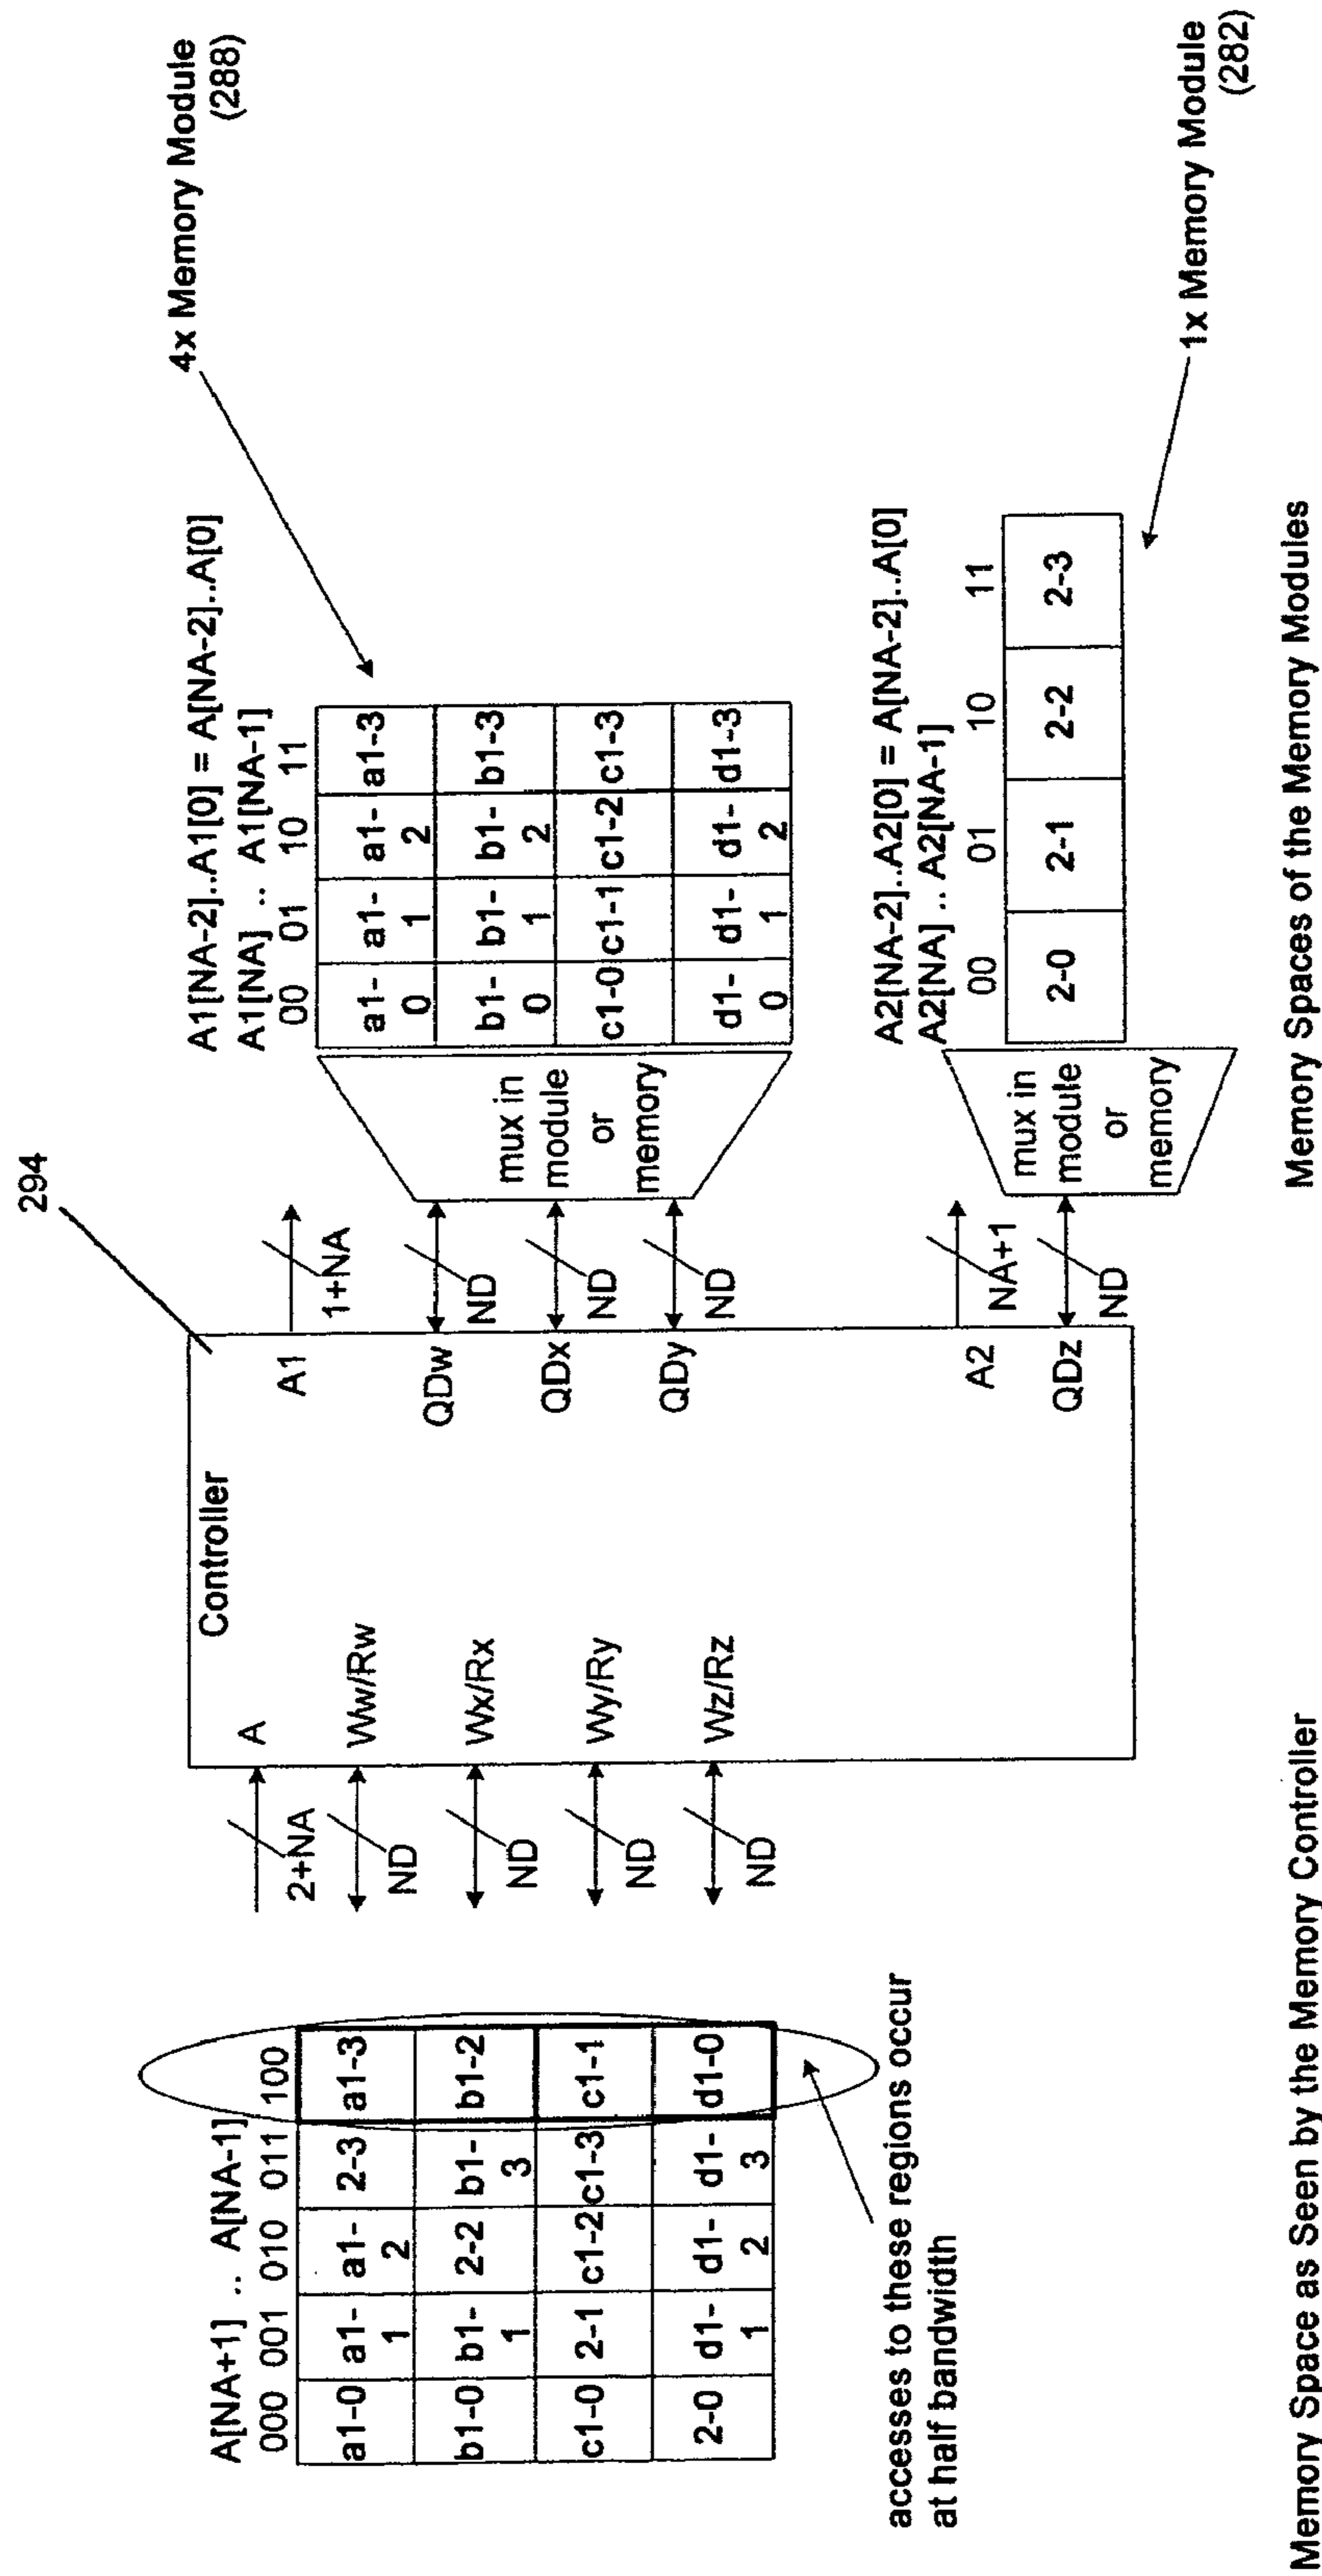 294
4x Memory Module
(288)
A[NA+1] .. A[NA-1]
000 001 010 011 100
a1-0 a1-1 a1-2 2-3 a1-3
b1-0 b1-1 2-2 b1-3 b1-2
c1-0 2-1 c1-2 c1-3 c1-1
2-0 d1-1 d1-2 d1-3 d1-0
accesses to these regions occur
at half bandwidth
2+NA
ND
ND
ND
ND
Controller
A
Ww/Rw
Wx/Rx
Wy/Ry
Wz/Rz
A1
QDw
QDx
QDy
A2
QDz
1+NA
ND
ND
ND
NA+1
ND
mux in
module
or
memory
A1[NA-2]..A1[0] = A[NA-2]..A[0]
A1[NA] .. A1[NA-1]
00 01 10 11
a1-0 a1-1 a1-2 a1-3
b1-0 b1-1 b1-2 b1-3
c1-0 c1-1 c1-2 c1-3
d1-0 d1-1 d1-2 d1-3
mux in
module
or
memory
A2[NA-2]..A2[0] = A[NA-2]..A[0]
A2[NA] .. A2[NA-1]
00 01 10 11
2-0 2-1 2-2 2-3
1x Memory Module
(282)
Memory Space as Seen by the Memory Controller
Memory Spaces of the Memory Modules